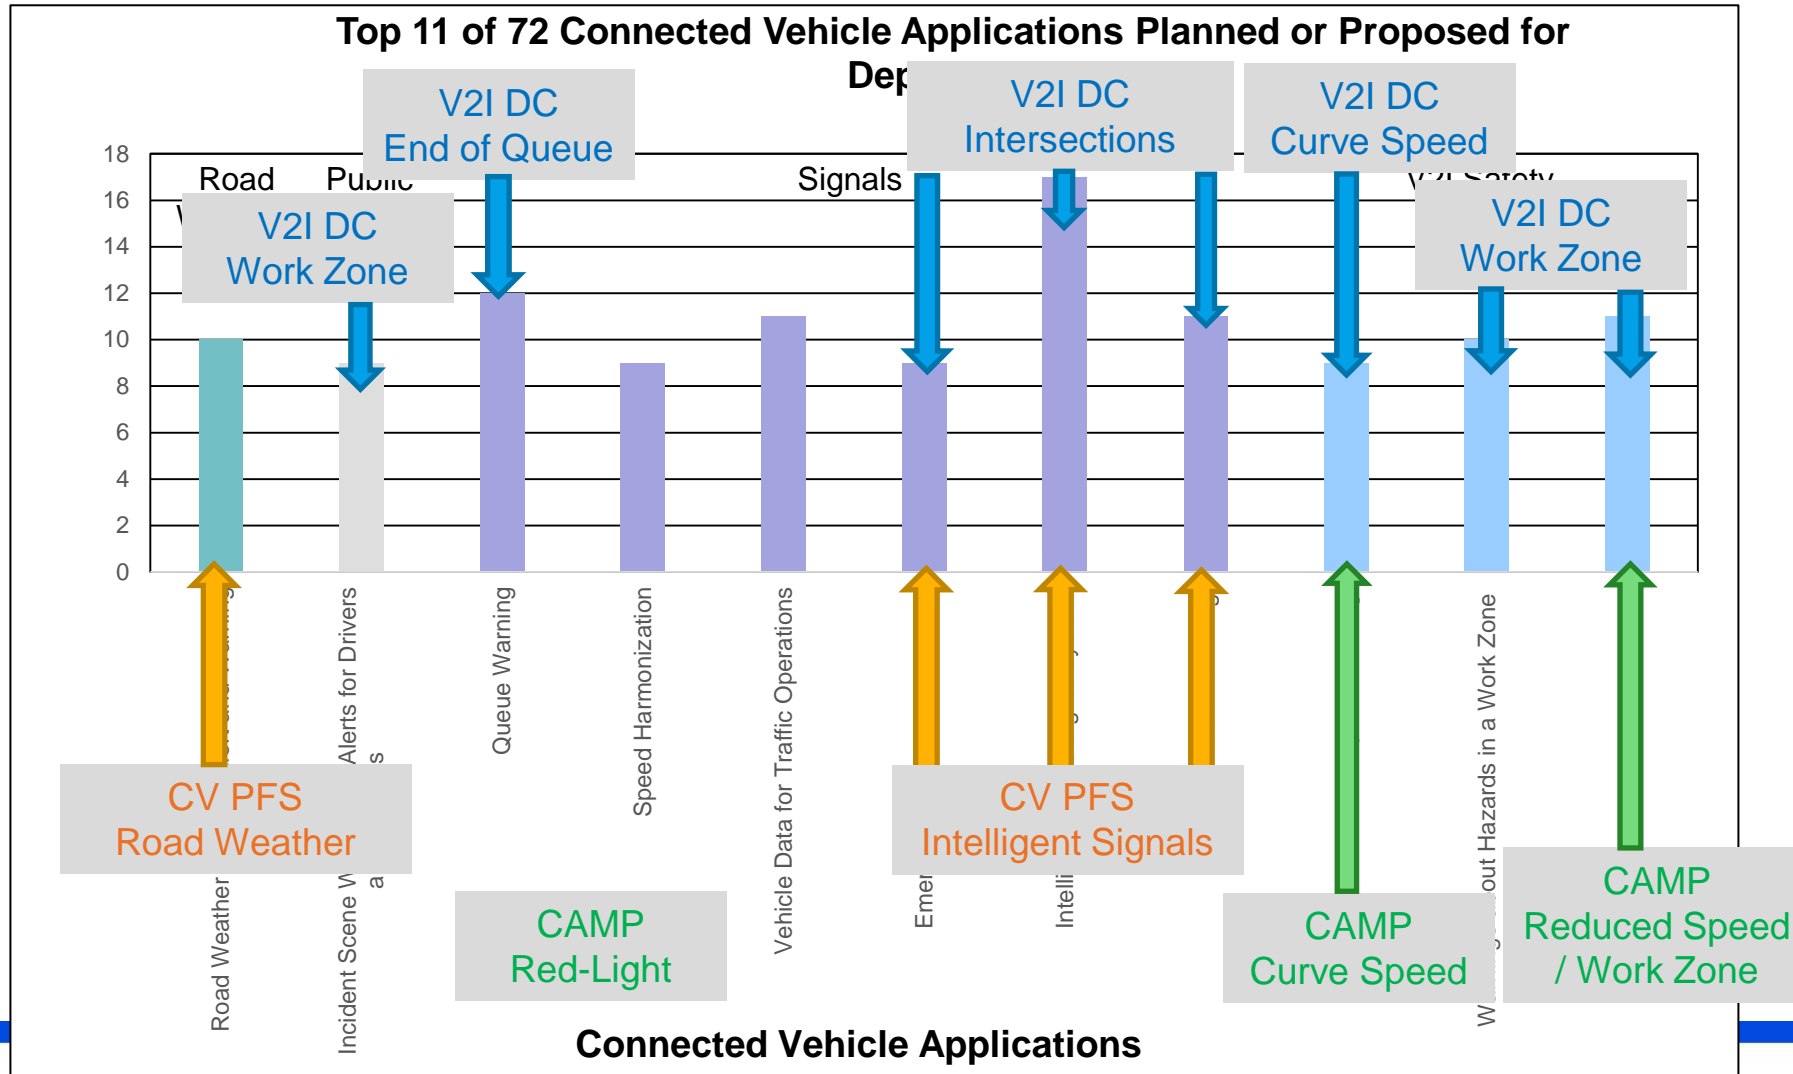 Top 11 of 72 Connected Vehicle Applications Planned or Proposed for
Dep
V2I DC
End of Queue
V2I DC
Intersections
V2I DC
Curve Speed
Road
Public
Signals
V2I Safety
V2I DC
Work Zone
V2I DC
Work Zone
18
16
14
12
10
8
6
4
2
0
Road Weather
and Warning
Incident Scene
Alerts for Drivers
Queue Warning
Speed Harmonization
Vehicle Data for Traffic Operations
Emer
Intelli
out Hazards in a Work Zone
CV PFS
Road Weather
CV PFS
Intelligent Signals
CAMP
Red-Light
CAMP
Curve Speed
CAMP
Reduced Speed
/ Work Zone
Connected Vehicle Applications